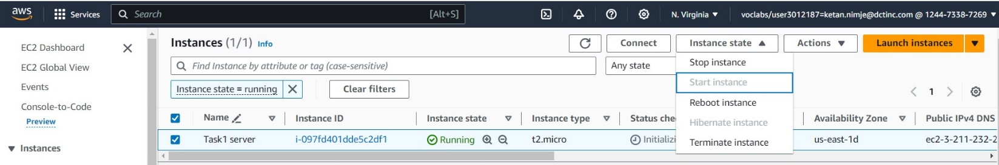 aws
Services
Search
[Alt+S]
N. Virginia
voclabs/user3012187=ketan.nimje@dctinc.com @ 1244-7338-7269
EC2 Dashboard
EC2 Global View
Events
Console-to-Code
Preview
Instances
Instances (1/1) Info
Connect
Instance state
Actions
Launch instances
Find Instance by attribute or tag (case-sensitive)
Any state
Instance state = running
Clear filters
Stop instance
Start instance
Reboot instance
Hibernate instance
Terminate instance
1
Name
Instance ID
Instance state
Instance type
Status che
Availability Zone
Public IPv4 DNS
Task1 server
i-097fd401dde5c2df1
Running
t2.micro
Initializi
us-east-1d
ec2-3-211-232-2